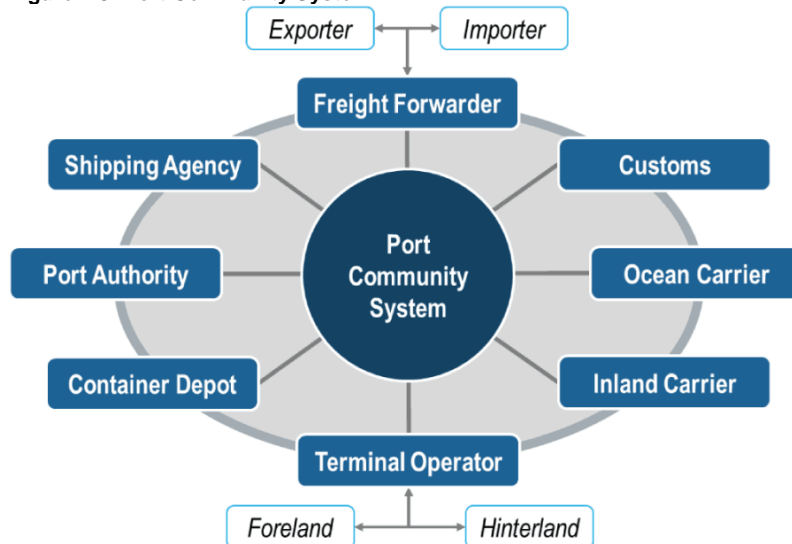 Exporter
Importer
Freight Forwarder
Shipping Agency
Customs
Port
Community
System
Port Authority
Ocean Carrier
Container Depot
Inland Carrier
Terminal Operator
Foreland
Hinterland